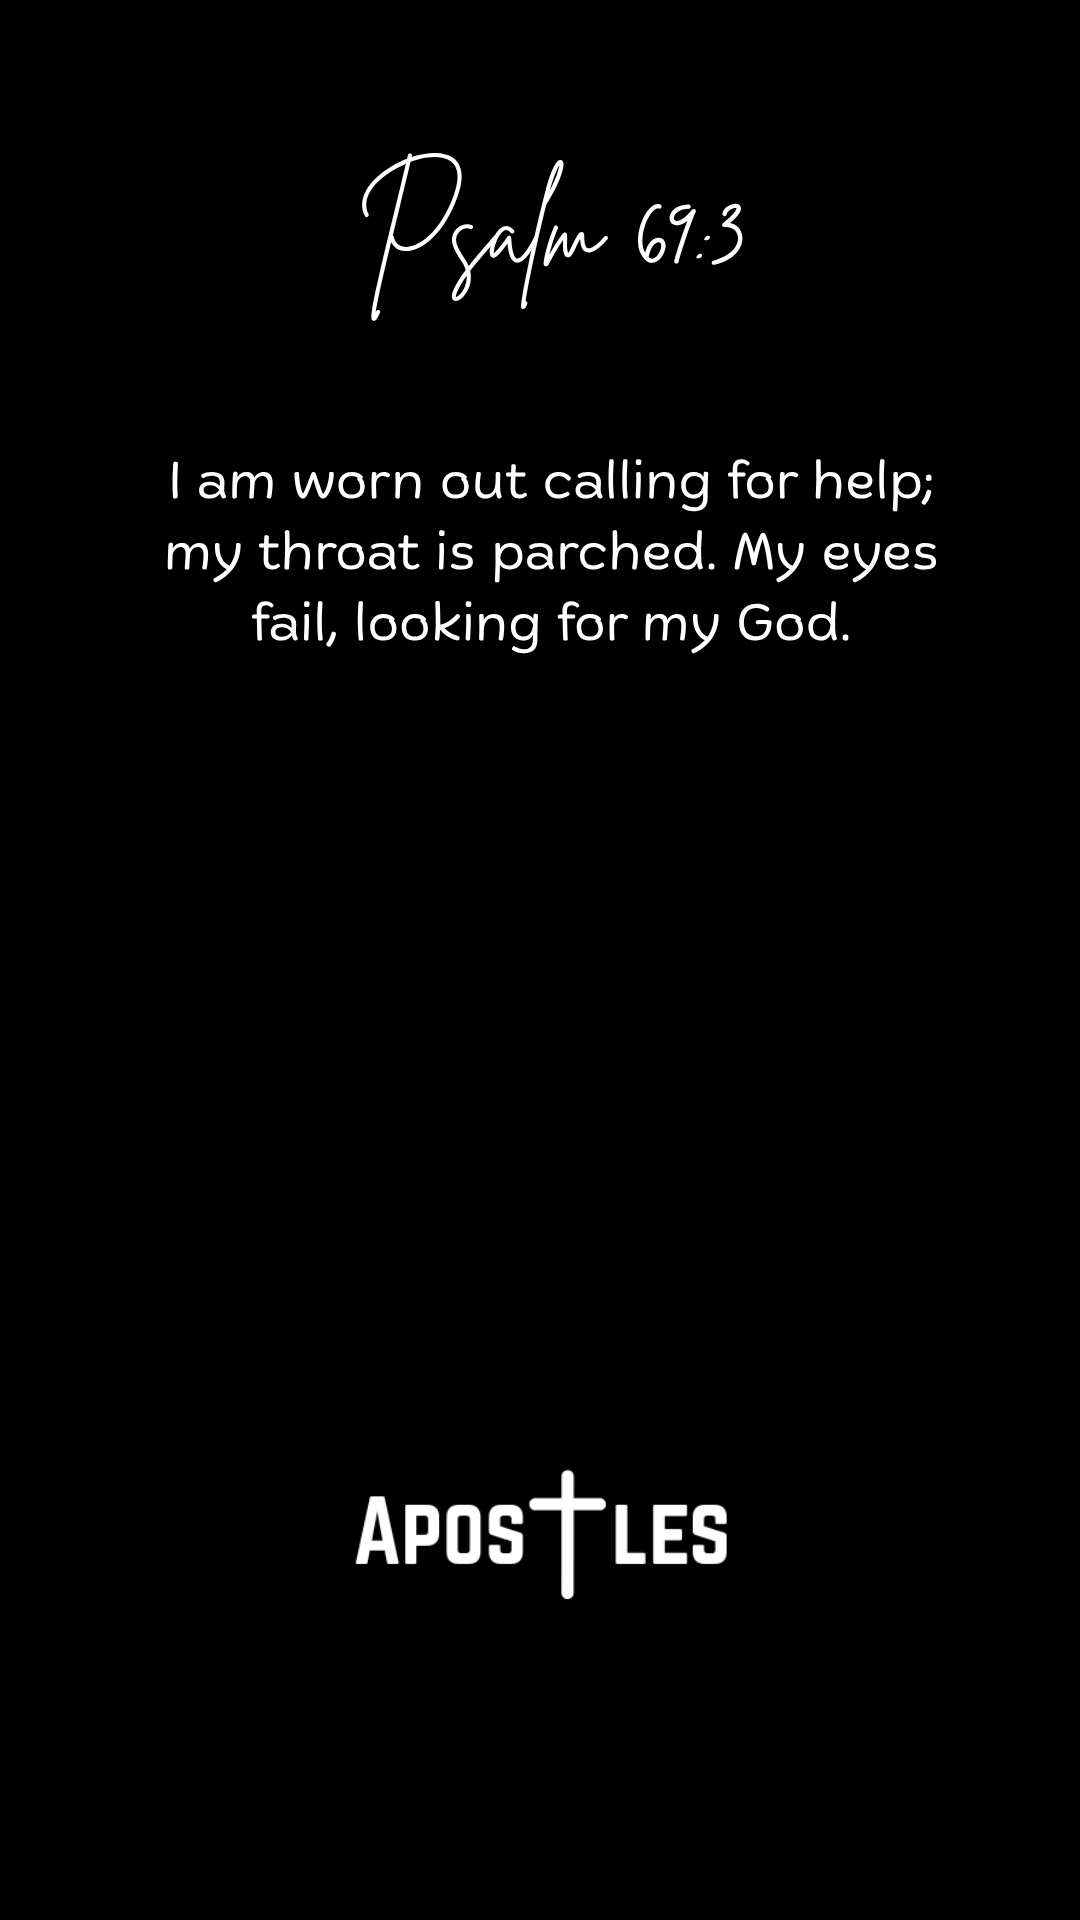 Psalm 69:3
I am worn out calling for help;
my throat is parched. My eyes
fail, looking for my God.
APOSTLES